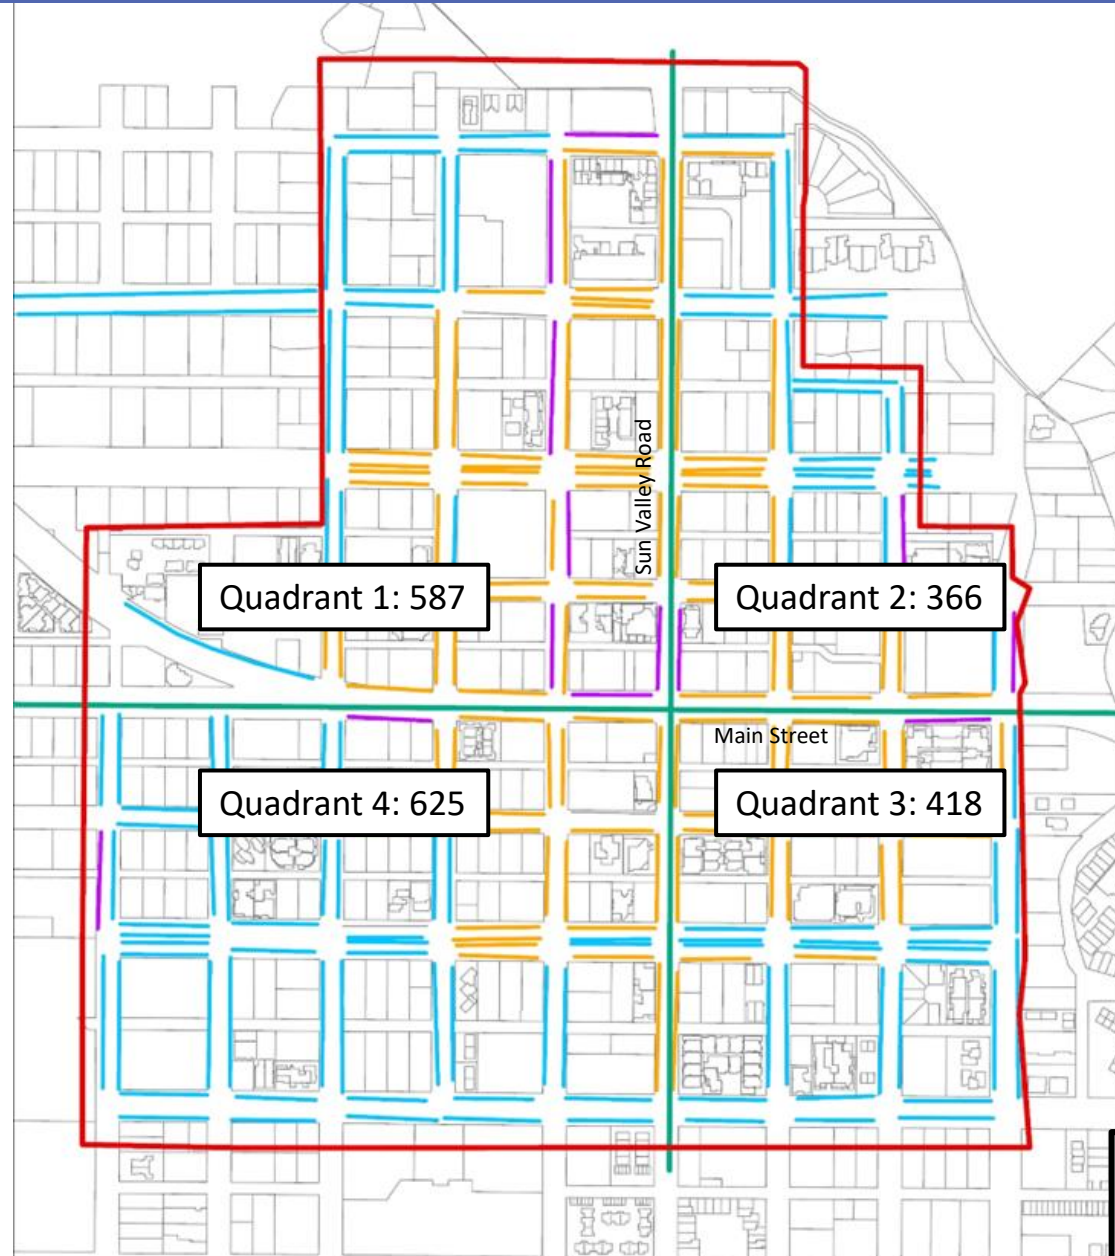 Sun Valley Road
Quadrant 1: 587
Quadrant 2: 366
Main Street
Quadrant 4: 625
Quadrant 3: 418